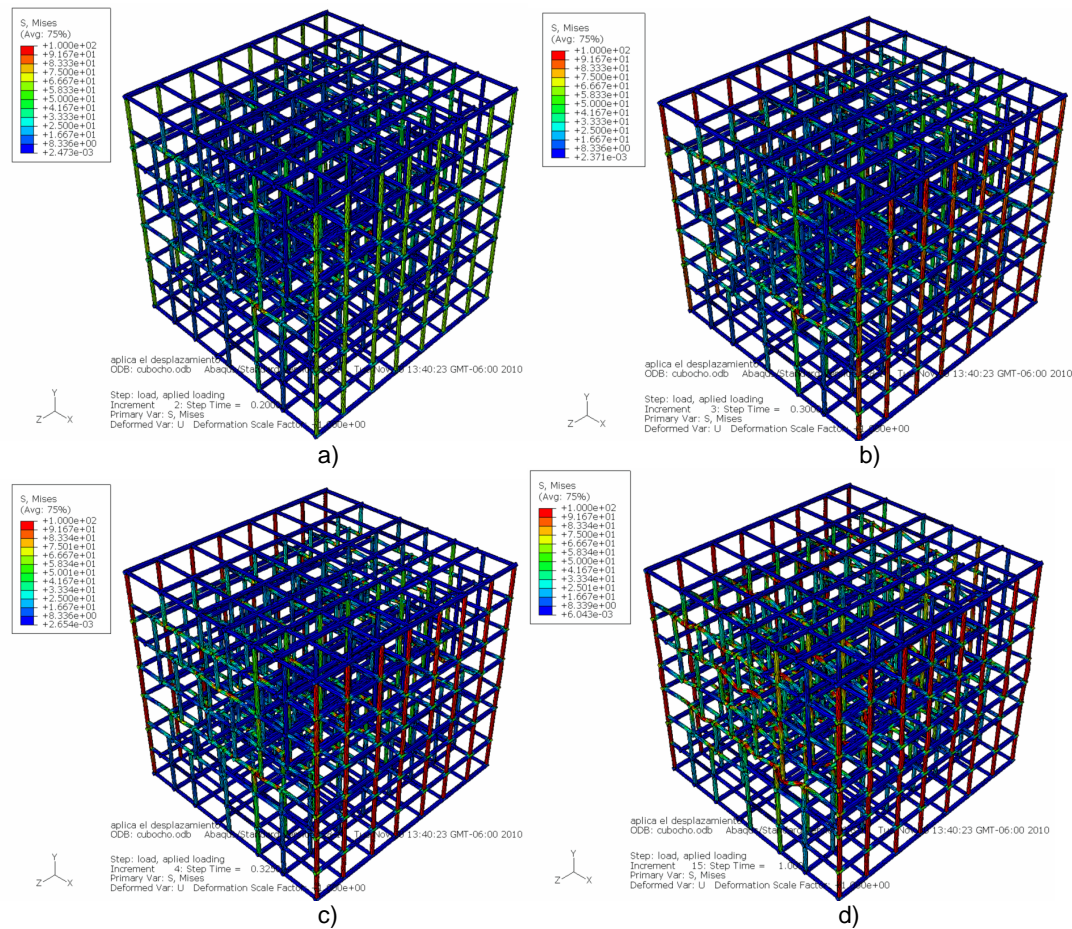 S, Mises
(Avg: 75%)
+1.000e+02
+9.167e+01
+8.333e+01
+7.500e+01
+6.667e+01
+5.833e+01
+5.000e+01
+4.167e+01
+3.333e+01
+2.500e+01
+1.667e+01
+8.336e+00
+2.473e-03
aplica el desplazamiento
ODB: cubocho.odb Tue 13:40:23 GMT-06:00 2010
Step: load, aplied loading
Increment 2: Step Time =
Primary Var: S, Mises
Deformed Var: U Deformation Scale Factor:
Y
Z
X
a)
S, Mises
(Avg: 75%)
+1.000e+02
+9.167e+01
+8.333e+01
+7.500e+01
+6.667e+01
+5.833e+01
+5.000e+01
+4.167e+01
+3.333e+01
+2.500e+01
+1.667e+01
+8.336e+00
+2.371e-03
aplica el desplazamiento
ODB: cubocho.odb 13:40:23 GMT-06:00 2010
Step: load, aplied loading
Increment 3: Step Time =
Primary Var: S, Mises
Deformed Var: U Deformation Scale Factor:
Y
Z
X
b)
S, Mises
(Avg: 75%)
+1.000e+02
+9.167e+01
+8.334e+01
+7.501e+01
+6.667e+01
+5.834e+01
+5.001e+01
+4.167e+01
+3.334e+01
+2.500e+01
+1.667e+01
+8.336e+00
+2.654e-03
aplica el desplazamiento
ODB: cubocho.odb 13:40:23 GMT-06:00 2010
Step: load, aplied loading
Increment 4: Step Time =
Primary Var: S, Mises
Deformed Var: U Deformation Scale Factor:
Y
Z
X
c)
S, Mises
(Avg: 75%)
+1.000e+02
+9.167e+01
+8.334e+01
+7.500e+01
+6.667e+01
+5.834e+01
+5.000e+01
+4.167e+01
+3.334e+01
+2.501e+01
+1.667e+01
+8.339e+00
+6.043e-03
aplica el desplazamiento
ODB: cubocho.odb 13:40:23 GMT-06:00 2010
Step: load, aplied loading
Increment 15: Step Time =
Primary Var: S, Mises
Deformed Var: U Deformation Scale Factor:
Y
Z
X
d)